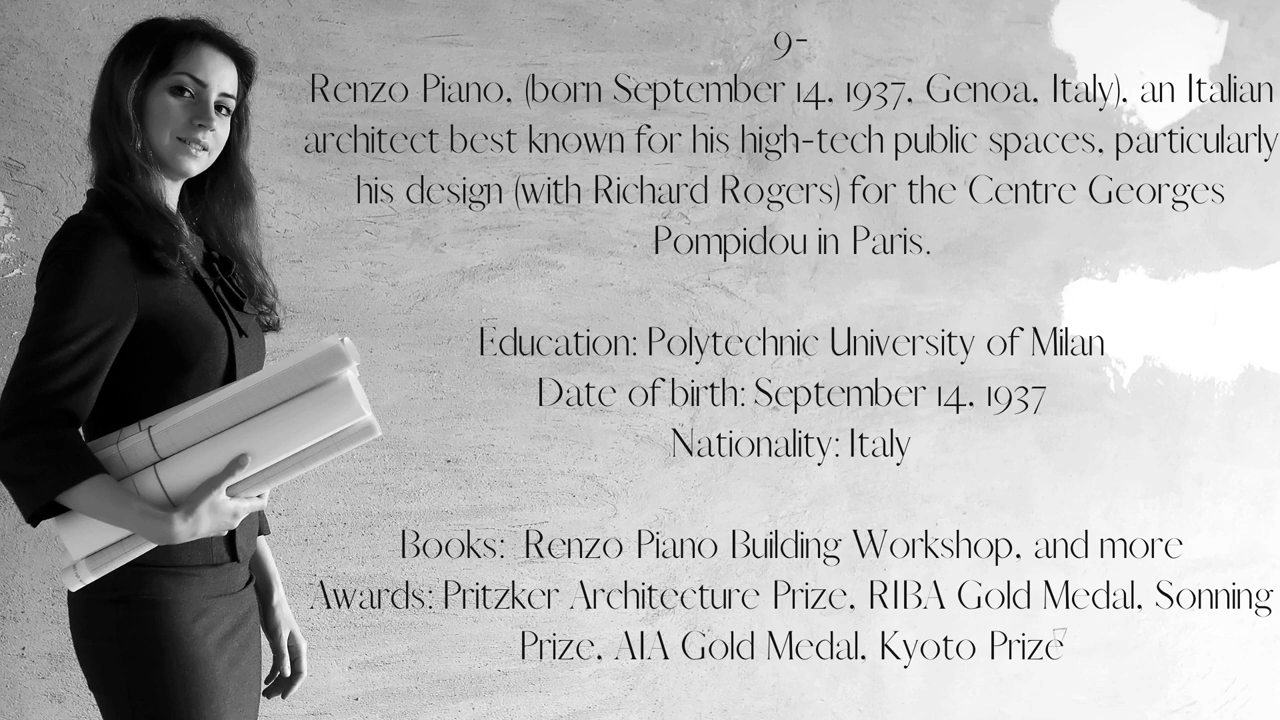 9-
Renzo Piano, (born September 14, 1937, Genoa, Italy), an Italian
architect best known for his high-tech public spaces, particularly
his design (with Richard Rogers) for the Centre Georges
Pompidou in Paris.
Education: Polytechnic University of Milan
Date of birth: September 14, 1937
Nationality: Italy
Books: Renzo Piano Building Workshop, and more
Awards: Pritzker Architecture Prize, RIBA Gold Medal, Sonning
Prize, AIA Gold Medal, Kyoto Prize